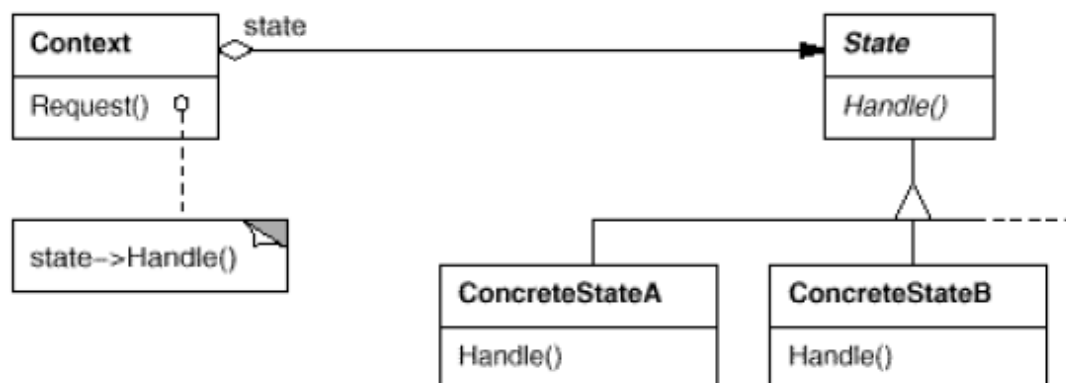 state
Context
State
Request()
Handle()
state->Handle()
ConcreteStateA
ConcreteStateB
Handle()
Handle()